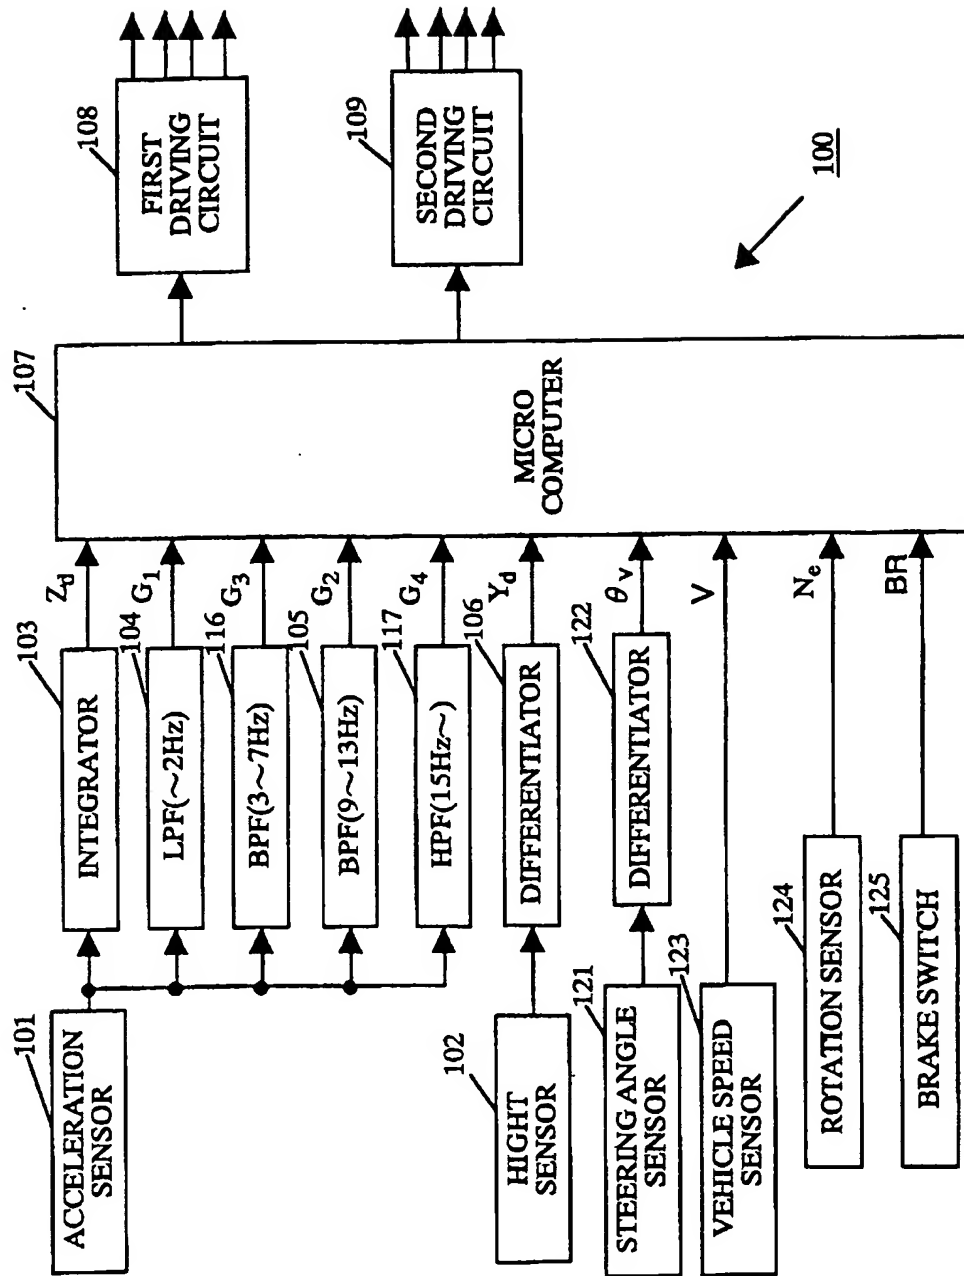 101
ACCELERATION
SENSOR
102
HIGHT
SENSOR
121
STEERING ANGLE
SENSOR
123
VEHICLE SPEED
SENSOR
124
ROTATION SENSOR
125
BRAKE SWITCH
103
INTEGRATOR
104
LPF(~2Hz)
116
BPF(3~7Hz)
105
BPF(9~13Hz)
117
HPF(15Hz~)
106
DIFFERENTIATOR
122
DIFFERENTIATOR
Zd
G1
G3
G2
G4
Yd
θv
V
Ne
BR
107
MICRO
COMPUTER
108
FIRST
DRIVING
CIRCUIT
109
SECOND
DRIVING
CIRCUIT
100